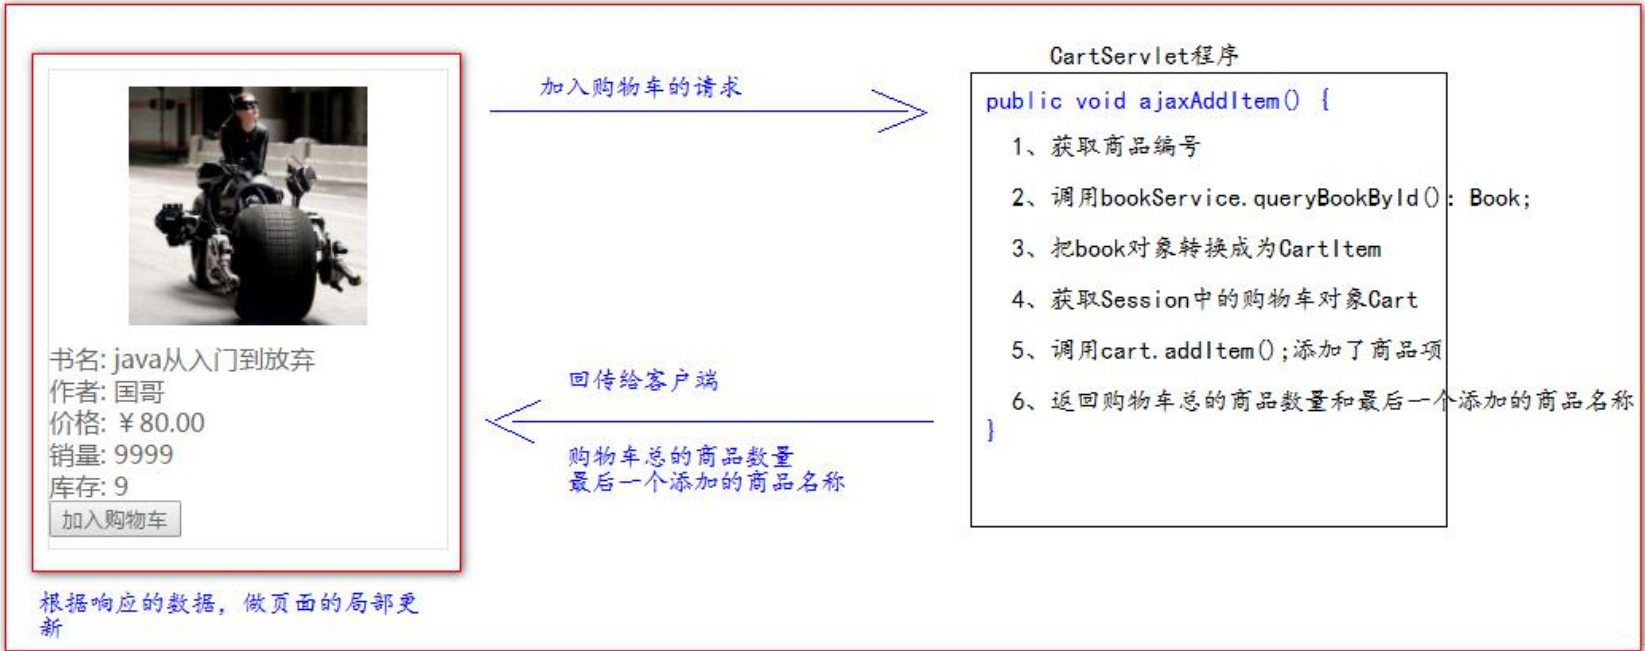 CartServlet程序
加入购物车的请求
public void ajaxAddItem() {
1、获取商品编号
2、调用bookService.queryBookById(): Book;
3、把book对象转换成为CartItem
4、获取Session中的购物车对象Cart
5、调用cart.addItem();添加了商品项
6、返回购物车总的商品数量和最后一个添加的商品名称
}
回传给客户端
购物车总的商品数量
最后一个添加的商品名称
书名: java从入门到放弃
作者: 国哥
价格: ￥80.00
销量: 9999
库存: 9
加入购物车
根据响应的数据，做页面的局部更
新